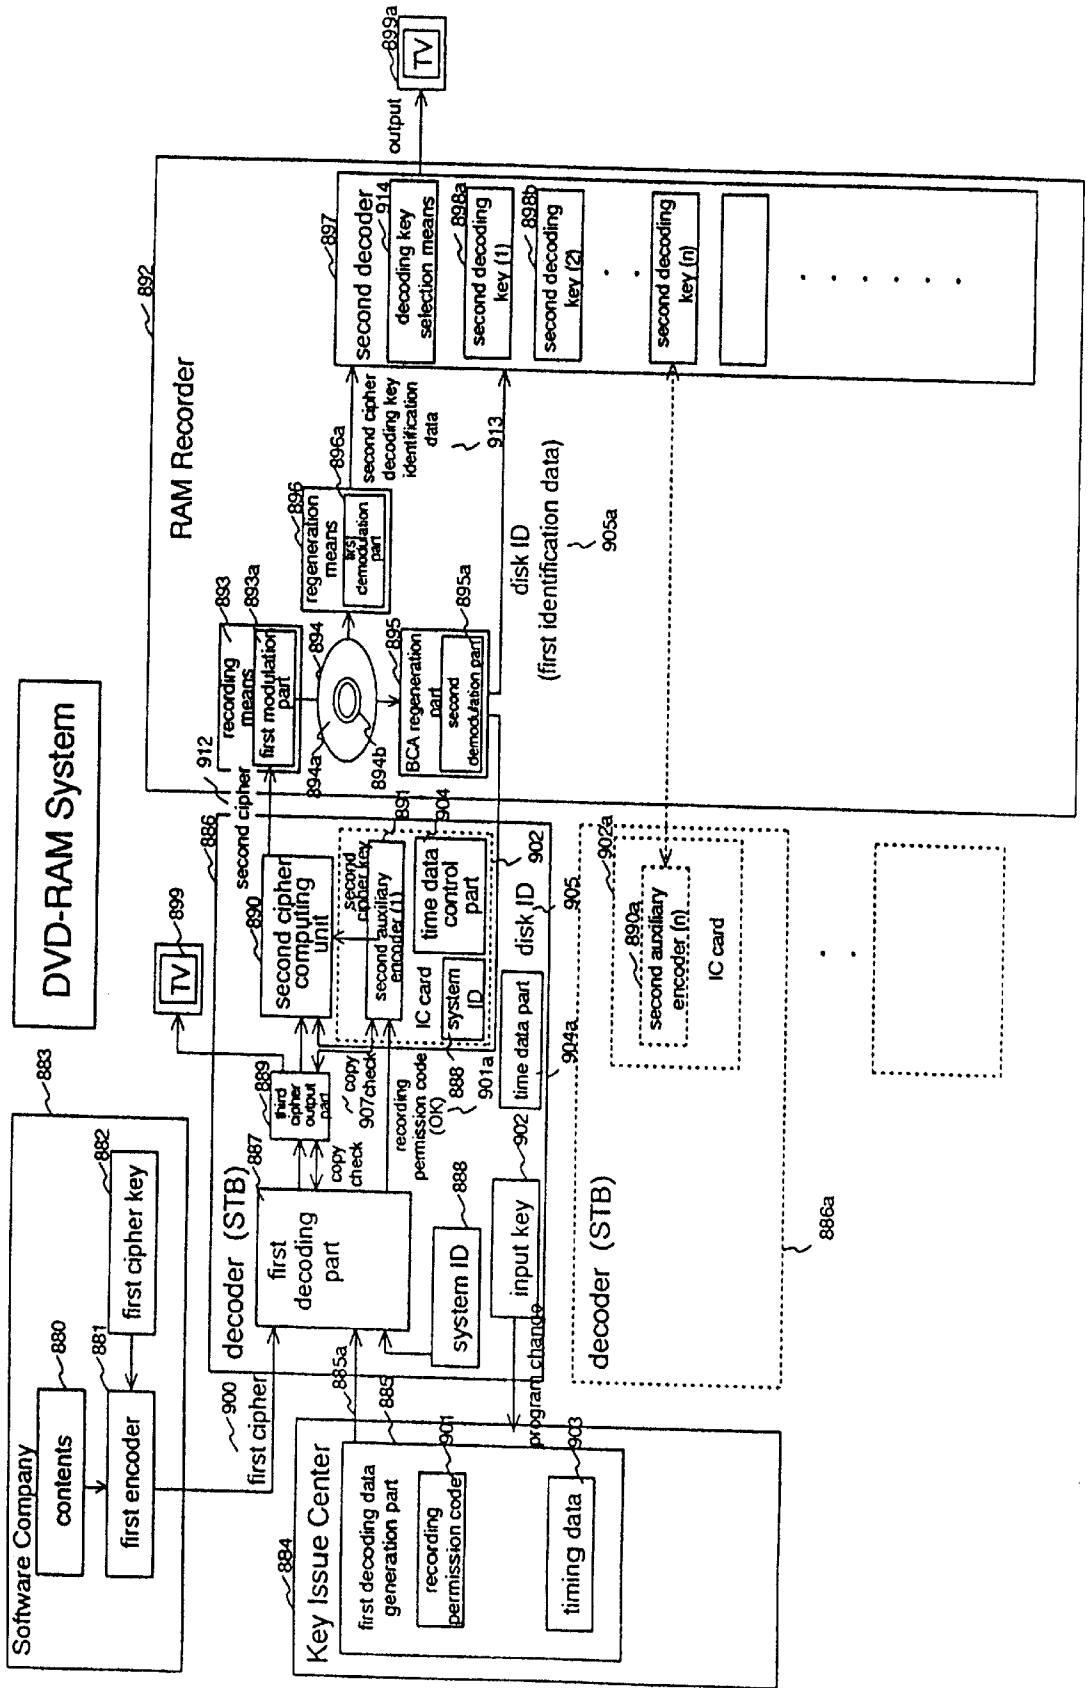 DVD-RAM System
Software Company
883
contents
880
first cipher key
882
first encoder
881
900
first cipher
Key Issue Center
884
first decoding data
generation part
885
885a
recording
permission code
901
timing data
903
program change
decoder (STB)
886
first
decoding
part
887
system ID
888
input key
902
copy
check
third
cipher
output
part
889
copy
907 check
recording
permission code
(OK)
901a
TV
899
second cipher
computing
unit
890
second cipher
912
second cipher key
second auxiliary
encoder (1)
891
IC card
system
ID
888
time data
control
part
904
902
time data part
904a
disk ID
905
decoder (STB)
886a
902a
890a
second auxiliary
encoder (n)
IC card
RAM Recorder
892
recording
means
893
first modulation
part
893a
894
894a
894b
regeneration
means
896
first
demodulation
part
896a
BCA regeneration
part
895
second
demodulation part
895a
second cipher
decoding key
identification
data
913
disk ID
(first identification data)
905a
second decoder
897
decoding key
selection means
914
second decoding
key (1)
898a
second decoding
key (2)
898b
second decoding
key (n)
output
TV
899a